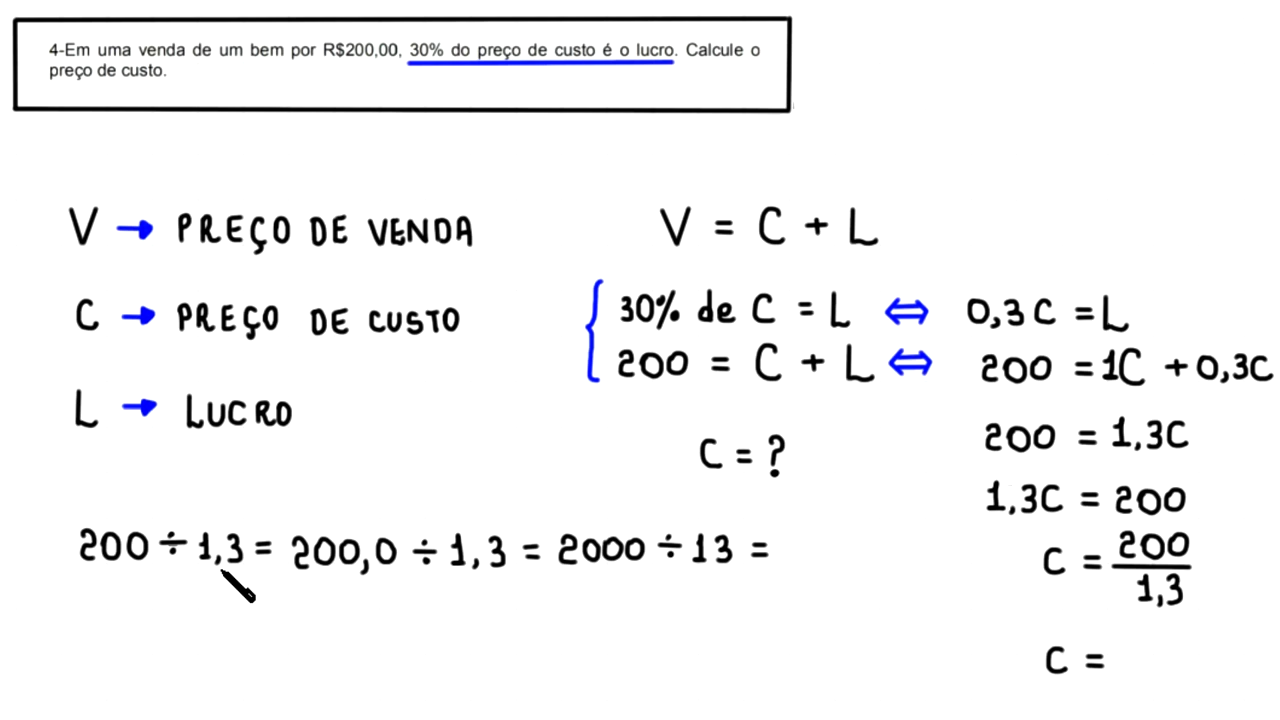 4-Em uma venda de um bem por R$200,00, 30% do preço de custo é o lucro. Calcule o
preço de custo.
V → PREÇO DE VENDA
C → PREÇO DE CUSTO
L → LUCRO
V = C + L
30% de C = L ⇔ 0,3C = L
200 = C + L ⇔ 200 = 1C + 0,3C
C = ?
200 = 1,3C
1,3C = 200
C = 200/1,3
C =
200 ÷ 1,3 = 200,0 ÷ 1,3 = 2000 ÷ 13 =